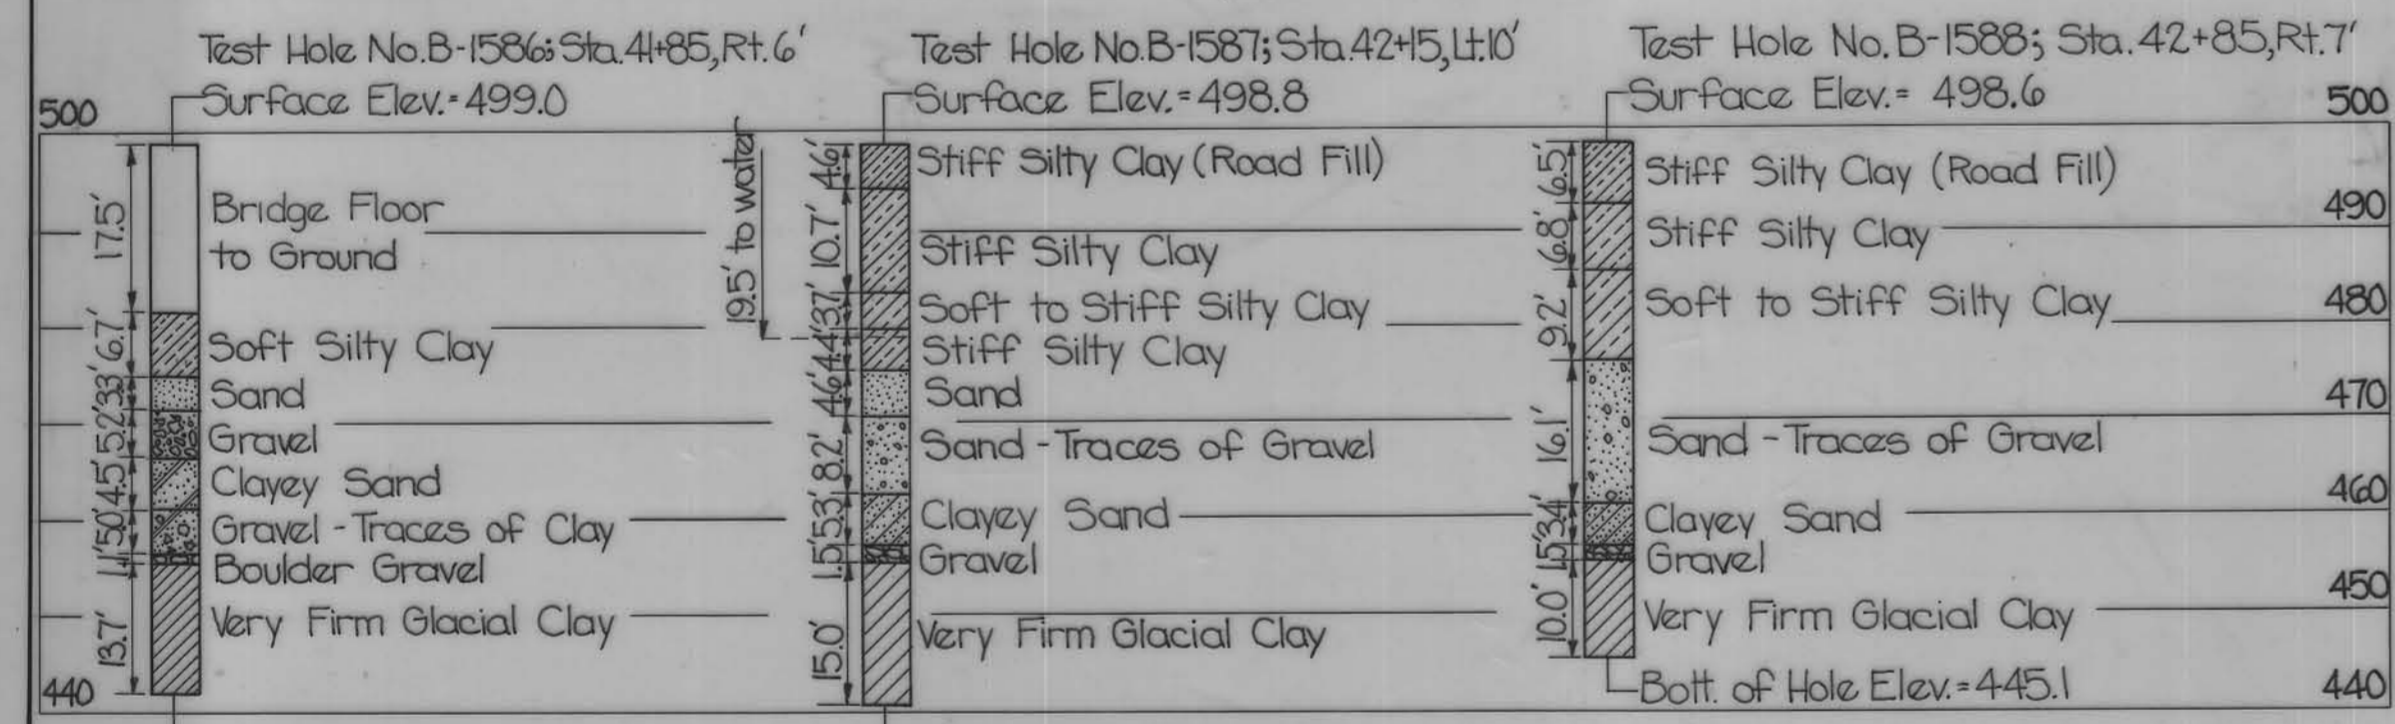 Test Hole No. B-1586; Sta. 41+85, Rt. 6'
Surface Elev. = 499.0
500
17.5'
Bridge Floor
to Ground
6.7'
Soft Silty Clay
3.3'
Sand
5.2'
Gravel
4.5'
Clayey Sand
5.0'
Gravel - Traces of Clay
1.1'
Boulder Gravel
13.7'
Very Firm Glacial Clay
440
Test Hole No. B-1587; Sta. 42+15, Lt. 10'
Surface Elev. = 498.8
19.5' to water
4.6'
Stiff Silty Clay (Road Fill)
10.7'
Stiff Silty Clay
3.7'
Soft to Stiff Silty Clay
4.4'
Stiff Silty Clay
4.6'
Sand
8.2'
Sand - Traces of Gravel
5.3'
Clayey Sand
1.5'
Gravel
15.0'
Very Firm Glacial Clay
Test Hole No. B-1588; Sta. 42+85, Rt. 7'
Surface Elev. = 498.6
500
6.5'
Stiff Silty Clay (Road Fill)
490
6.8'
Stiff Silty Clay
9.2'
Soft to Stiff Silty Clay
480
470
16.1'
Sand - Traces of Gravel
460
3.4'
Clayey Sand
1.5'
Gravel
450
10.0'
Very Firm Glacial Clay
Bott. of Hole Elev. = 445.1
440